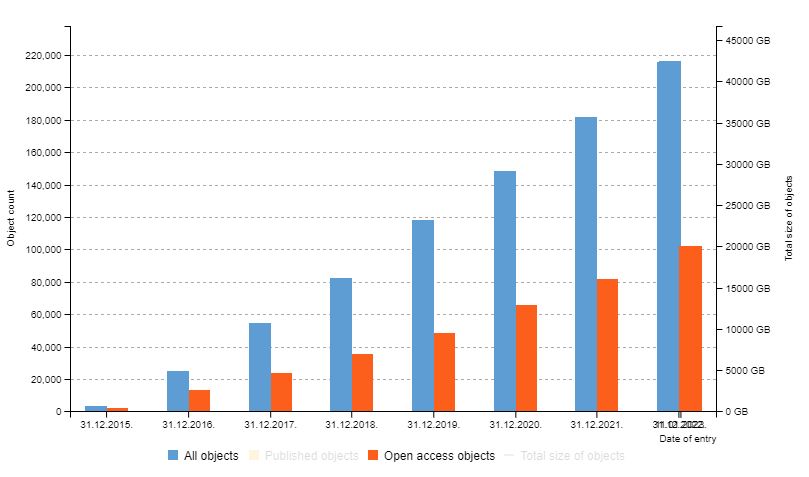 220,000
200,000
180,000
160,000
140,000
120,000
100,000
80,000
60,000
40,000
20,000
0
Object count
45000 GB
40000 GB
35000 GB
30000 GB
25000 GB
20000 GB
15000 GB
10000 GB
5000 GB
0 GB
Total size of objects
31.12.2015. 31.12.2016. 31.12.2017. 31.12.2018. 31.12.2019. 31.12.2020. 31.12.2021.
Date of entry
All objects Published objects Open access objects Total size of objects